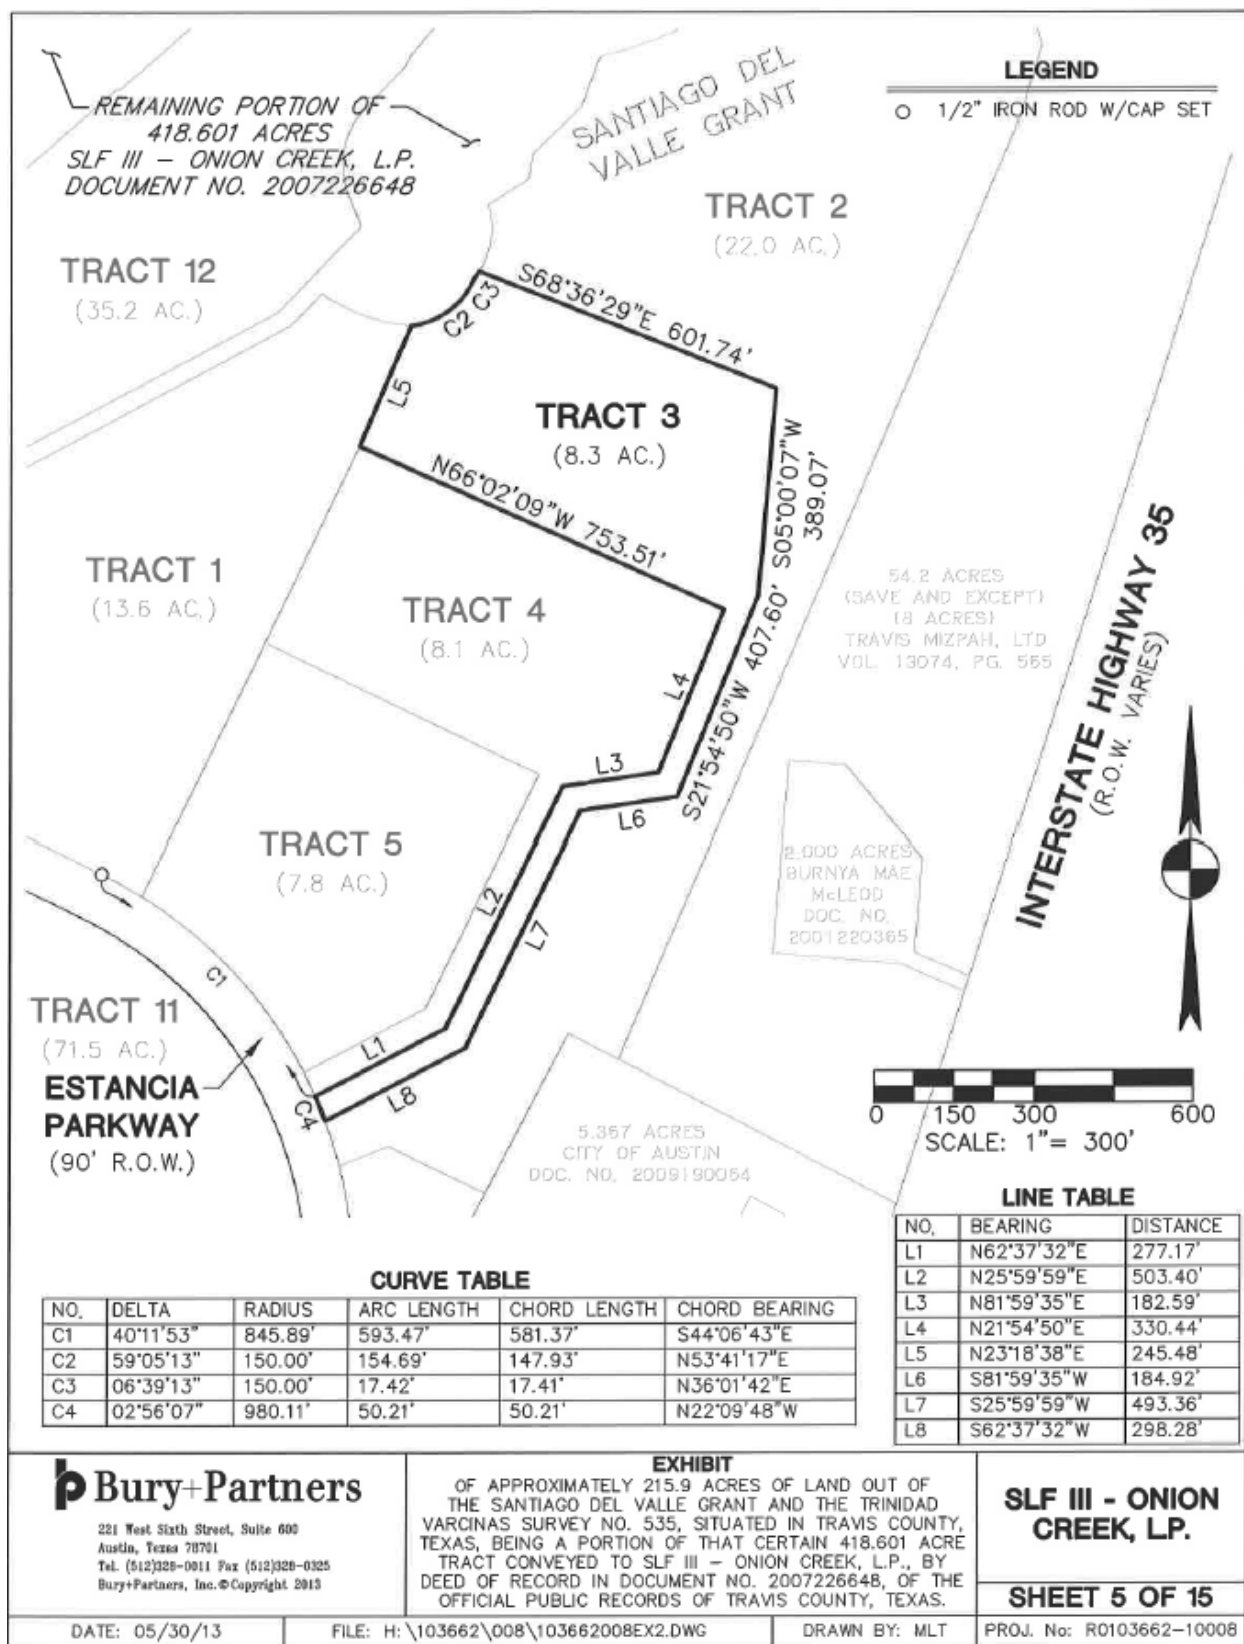 LEGEND
1/2" IRON ROD W/CAP SET
REMAINING PORTION OF
418.601 ACRES
SLF III – ONION CREEK, L.P.
DOCUMENT NO. 2007226648
SANTIAGO DEL
VALLE GRANT
TRACT 2
(22.0 AC.)
TRACT 12
(35.2 AC.)
S68°36'29"E 601.74'
C3
C2
L5
TRACT 3
(8.3 AC.)
N66°02'09"W 753.51'
S05°00'07"W
389.07'
TRACT 1
(13.6 AC.)
TRACT 4
(8.1 AC.)
54.2 ACRES
(SAVE AND EXCEPT)
(8 ACRES)
TRAVIS MIZPAH, LTD
VOL. 13074, PG. 565
INTERSTATE HIGHWAY 35
(R.O.W. VARIES)
L4
S21°54'50"W 407.60'
L3
L6
TRACT 5
(7.8 AC.)
2.000 ACRES
BURNYA MAE
McLEOD
DOC. NO.
2001220365
L2
L7
C1
TRACT 11
(71.5 AC.)
L1
ESTANCIA
PARKWAY
(90' R.O.W.)
C4
L8
5.367 ACRES
CITY OF AUSTIN
DOC. NO. 2009190064
0 150 300 600
SCALE: 1"= 300'
LINE TABLE
NO. BEARING DISTANCE
L1 N62°37'32"E 277.17'
L2 N25°59'59"E 503.40'
L3 N81°59'35"E 182.59'
L4 N21°54'50"E 330.44'
L5 N23°18'38"E 245.48'
L6 S81°59'35"W 184.92'
L7 S25°59'59"W 493.36'
L8 S62°37'32"W 298.28'
CURVE TABLE
NO. DELTA RADIUS ARC LENGTH CHORD LENGTH CHORD BEARING
C1 40°11'53" 845.89' 593.47' 581.37' S44°06'43"E
C2 59°05'13" 150.00' 154.69' 147.93' N53°41'17"E
C3 06°39'13" 150.00' 17.42' 17.41' N36°01'42"E
C4 02°56'07" 980.11' 50.21' 50.21' N22°09'48"W
Bury+Partners
221 West Sixth Street, Suite 600
Austin, Texas 78701
Tel. (512)328-0011 Fax (512)328-0325
Bury+Partners, Inc.©Copyright 2013
EXHIBIT
OF APPROXIMATELY 215.9 ACRES OF LAND OUT OF
THE SANTIAGO DEL VALLE GRANT AND THE TRINIDAD
VARCINAS SURVEY NO. 535, SITUATED IN TRAVIS COUNTY,
TEXAS, BEING A PORTION OF THAT CERTAIN 418.601 ACRE
TRACT CONVEYED TO SLF III – ONION CREEK, L.P., BY
DEED OF RECORD IN DOCUMENT NO. 2007226648, OF THE
OFFICIAL PUBLIC RECORDS OF TRAVIS COUNTY, TEXAS.
SLF III - ONION
CREEK, L.P.
SHEET 5 OF 15
DATE: 05/30/13
FILE: H:\103662\008\103662008EX2.DWG
DRAWN BY: MLT
PROJ. No: R0103662-10008